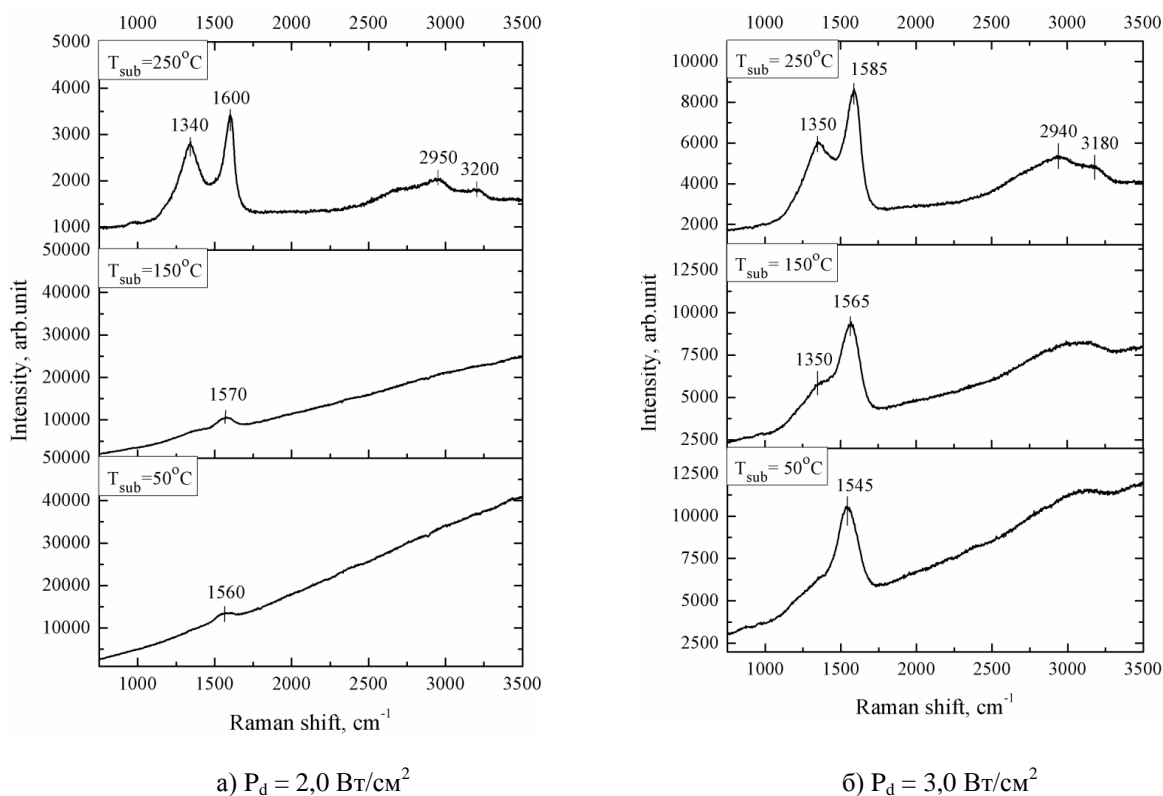 1000 1500 2000 2500 3000 3500
5000
4000
3000
2000
1000
T_sub=250°C
1340
1600
2950
3200
50000
40000
30000
20000
10000
T_sub=150°C
1570
50000
40000
30000
20000
10000
T_sub=50°C
1560
Intensity, arb.unit
1000 1500 2000 2500 3000 3500
Raman shift, cm⁻¹
а) P_d = 2,0 Вт/см²
1000 1500 2000 2500 3000 3500
10000
8000
6000
4000
2000
T_sub= 250°C
1350
1585
2940
3180
12500
10000
7500
5000
2500
T_sub= 150°C
1350
1565
12500
10000
7500
5000
2500
T_sub= 50°C
1545
Intensity, arb.unit
1000 1500 2000 2500 3000 3500
Raman shift, cm⁻¹
б) P_d = 3,0 Вт/см²